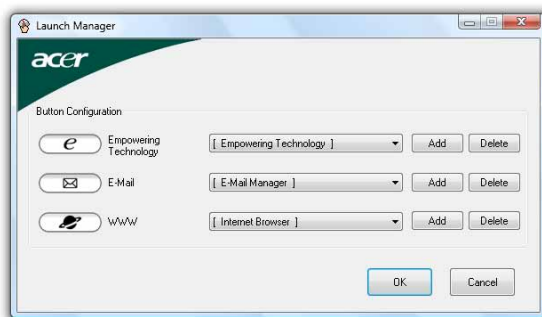 Launch Manager
acer
Button Configuration
e Empowering Technology [ Empowering Technology ] Add Delete
E-Mail [ E-Mail Manager ] Add Delete
WWW [ Internet Browser ] Add Delete
OK Cancel